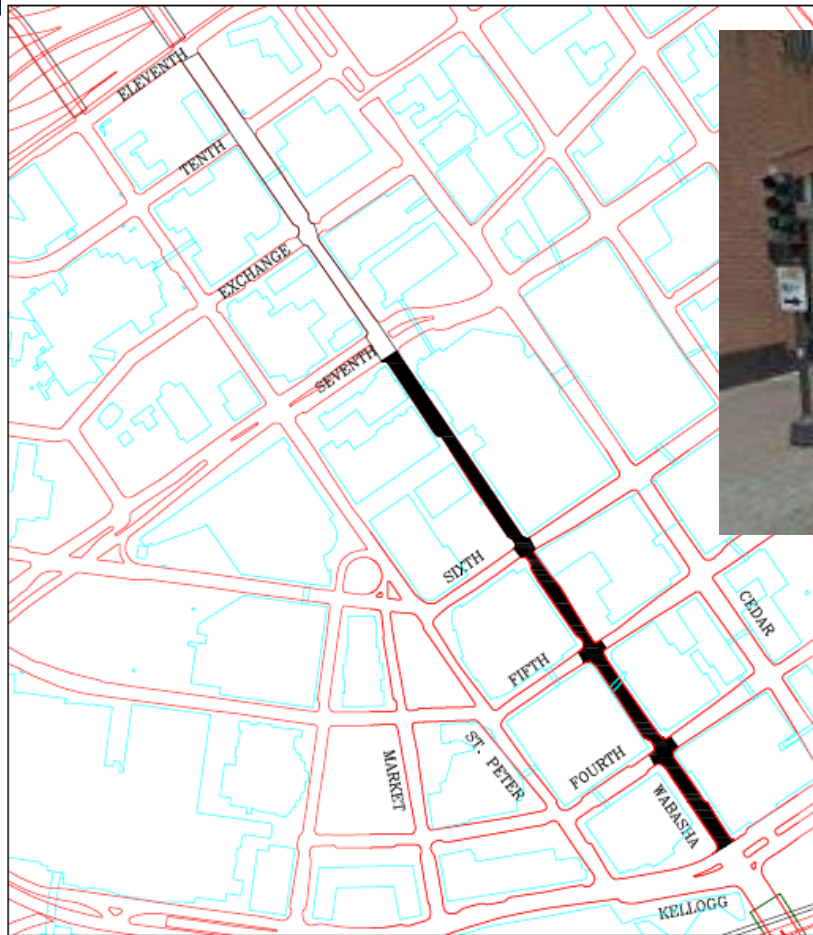 ELEVENTH
TENTH
EXCHANGE
SEVENTH
SIXTH
CEDAR
FIFTH
ST. PETER
MARKET
FOURTH
WABASHA
KELLOGG